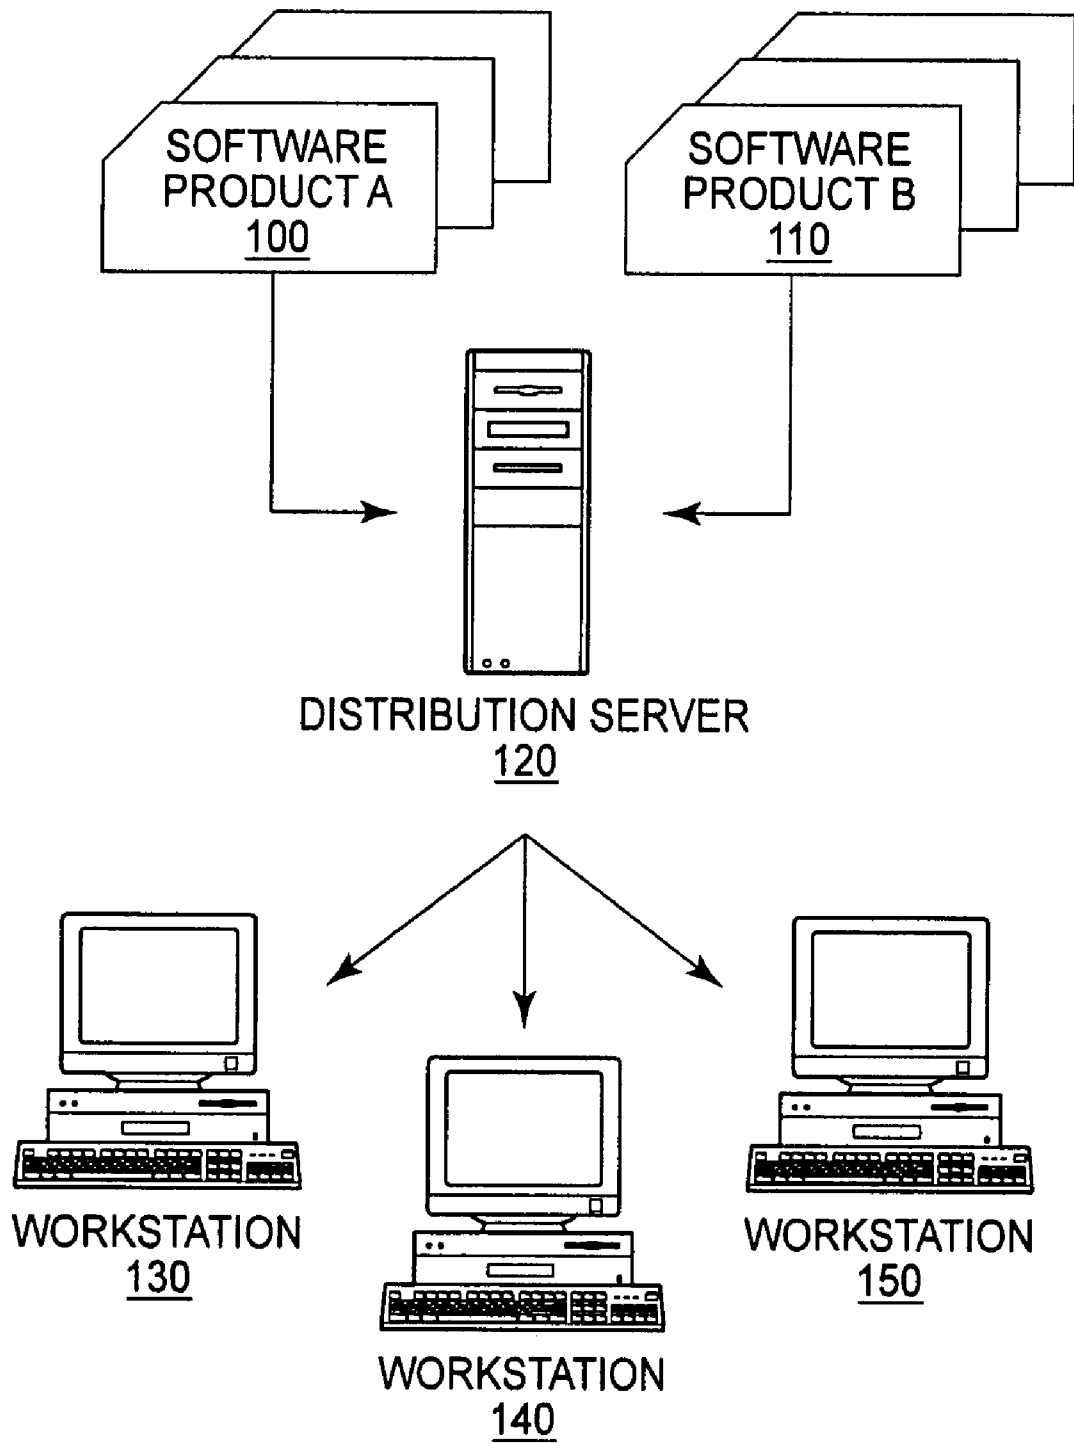 SOFTWARE
PRODUCT A
100
SOFTWARE
PRODUCT B
110
DISTRIBUTION SERVER
120
WORKSTATION
130
WORKSTATION
140
WORKSTATION
150